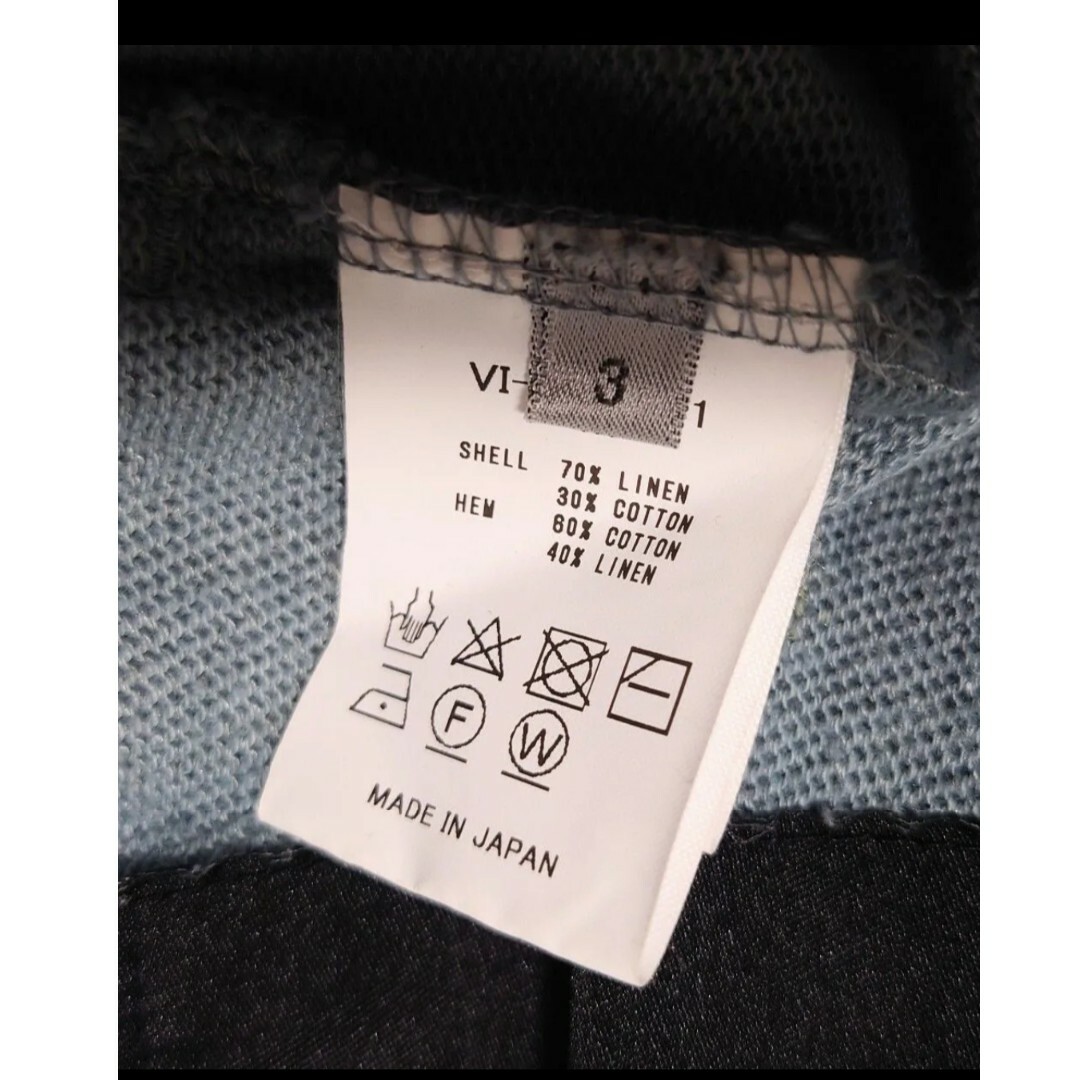 3
VI- 1
SHELL 70% LINEN
30% COTTON
HEM 60% COTTON
40% LINEN
F W
MADE IN JAPAN